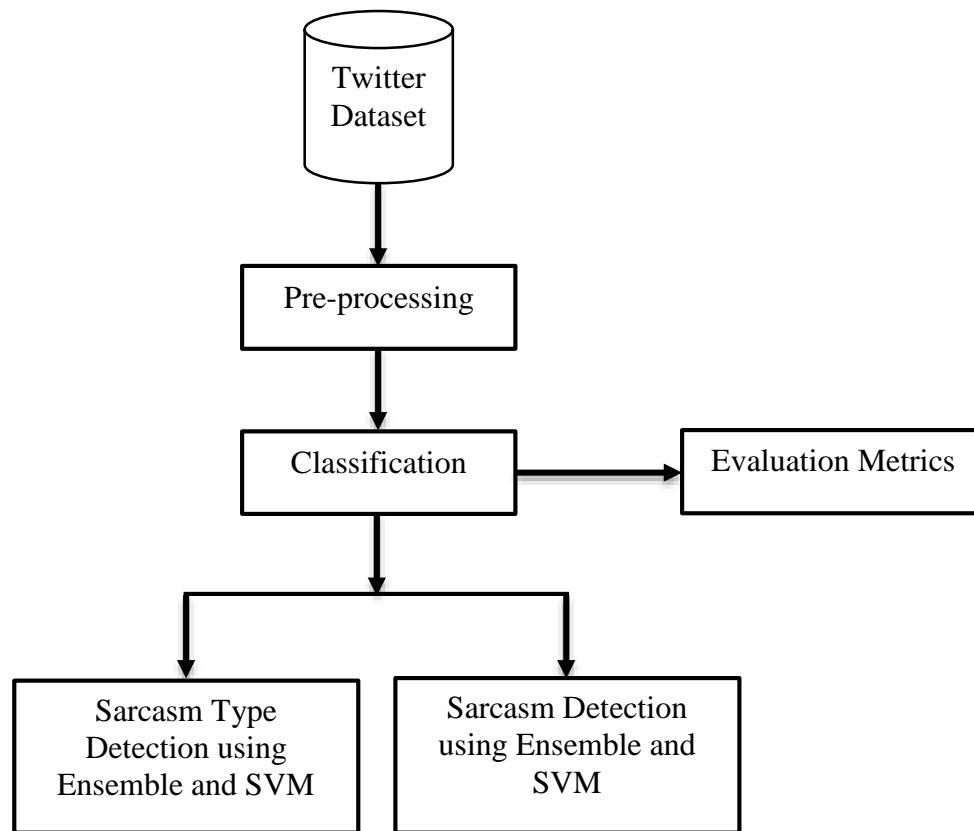 Twitter
Dataset
Pre-processing
Classification
Evaluation Metrics
Sarcasm Type
Detection using
Ensemble and SVM
Sarcasm Detection
using Ensemble and
SVM